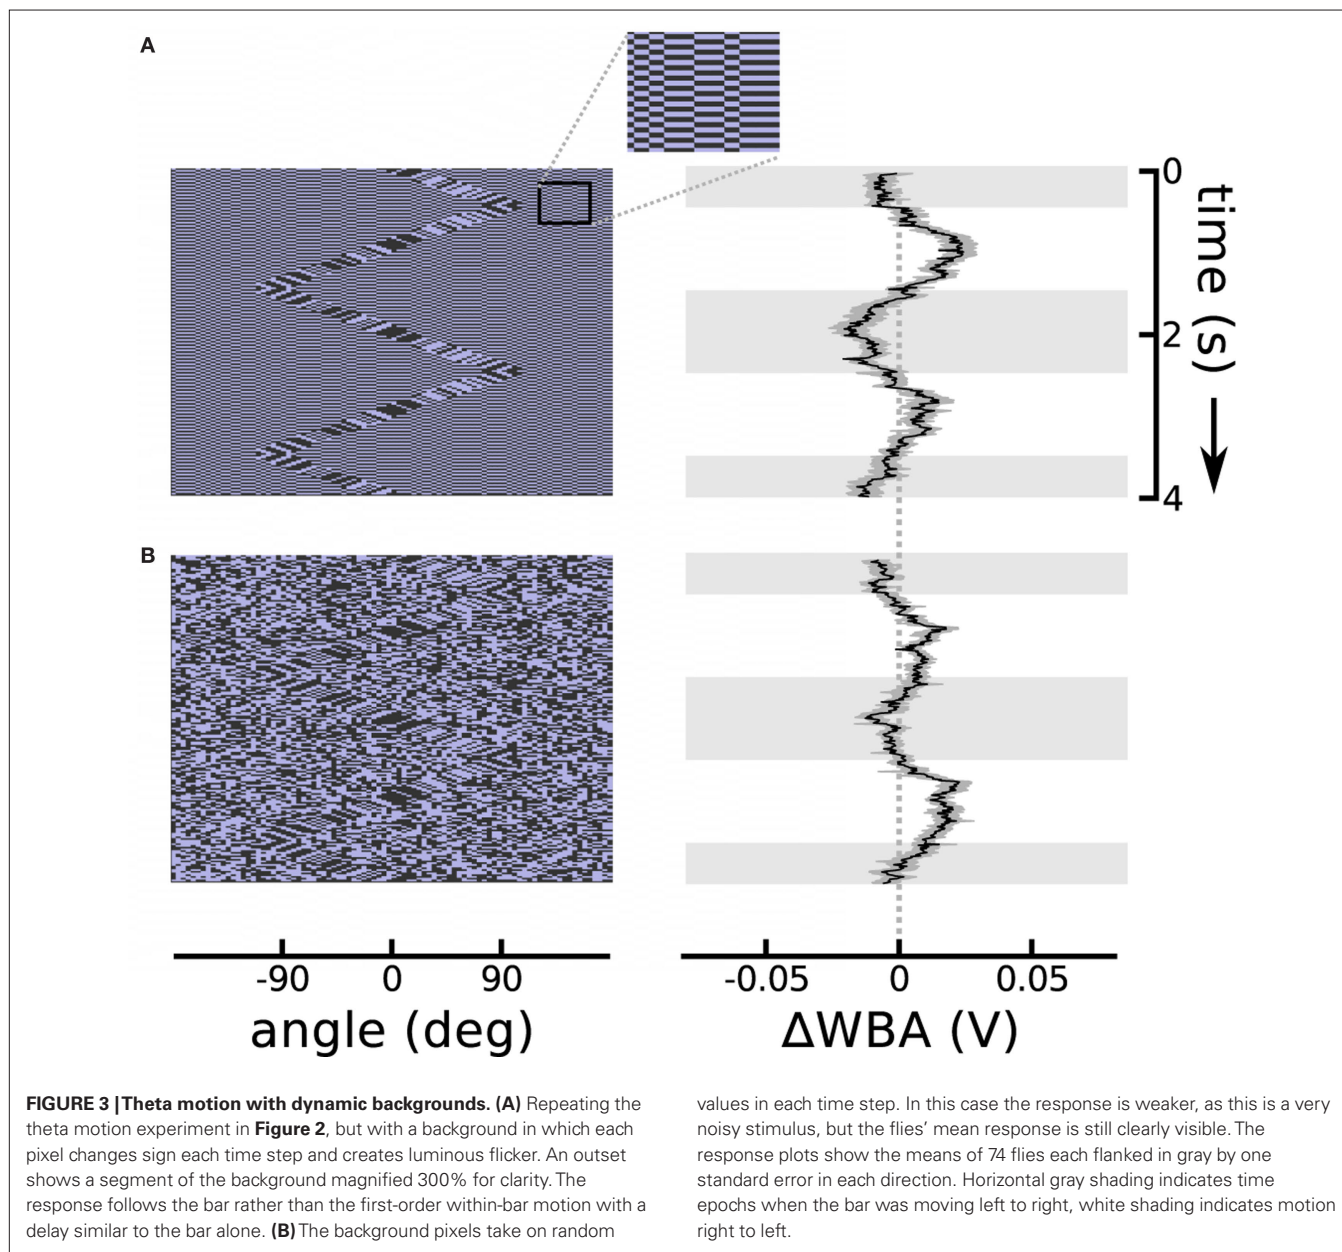 A
0
2
4
time (s)
B
-90 0 90
angle (deg)
-0.05 0 0.05
ΔWBA (V)
FIGURE 3 | Theta motion with dynamic backgrounds. (A) Repeating the
theta motion experiment in Figure 2, but with a background in which each
pixel changes sign each time step and creates luminous flicker. An outset
shows a segment of the background magnified 300% for clarity. The
response follows the bar rather than the first-order within-bar motion with a
delay similar to the bar alone. (B) The background pixels take on random
values in each time step. In this case the response is weaker, as this is a very
noisy stimulus, but the flies' mean response is still clearly visible. The
response plots show the means of 74 flies each flanked in gray by one
standard error in each direction. Horizontal gray shading indicates time
epochs when the bar was moving left to right, white shading indicates motion
right to left.